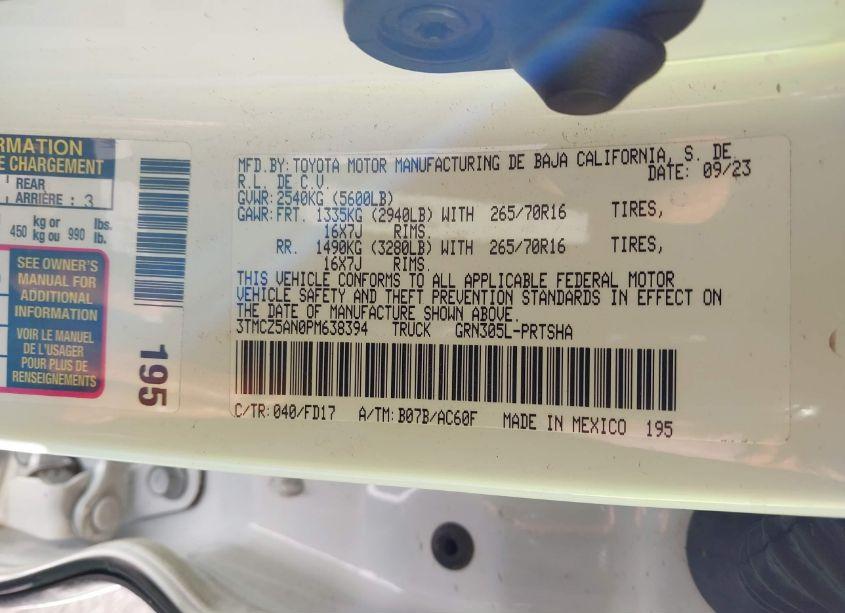 RMATION
E CHARGEMENT
REAR
ARRIÈRE : 3
kg or lbs.
450 kg ou 990 lb.
SEE OWNER'S
MANUAL FOR
ADDITIONAL
INFORMATION
VOIR LE MANUEL
DE L'USAGER
POUR PLUS DE
RENSEIGNEMENTS
195
MFD.BY:TOYOTA MOTOR MANUFACTURING DE BAJA CALIFORNIA, S. DE
R.L. DE C.V. DATE: 09/23
GVWR:2540KG(5600LB)
GAWR:FRT. 1335KG(2940LB)WITH 265/70R16 TIRES,
16X7J RIMS.
RR. 1490KG(3280LB)WITH 265/70R16 TIRES,
16X7J RIMS.
THIS VEHICLE CONFORMS TO ALL APPLICABLE FEDERAL MOTOR
VEHICLE SAFETY AND THEFT PREVENTION STANDARDS IN EFFECT ON
THE DATE OF MANUFACTURE SHOWN ABOVE.
3TMCZ5AN0PM638394 TRUCK GRN305L-PRTSHA
C/TR:040/FD17 A/TM:B07B/AC60F MADE IN MEXICO 195